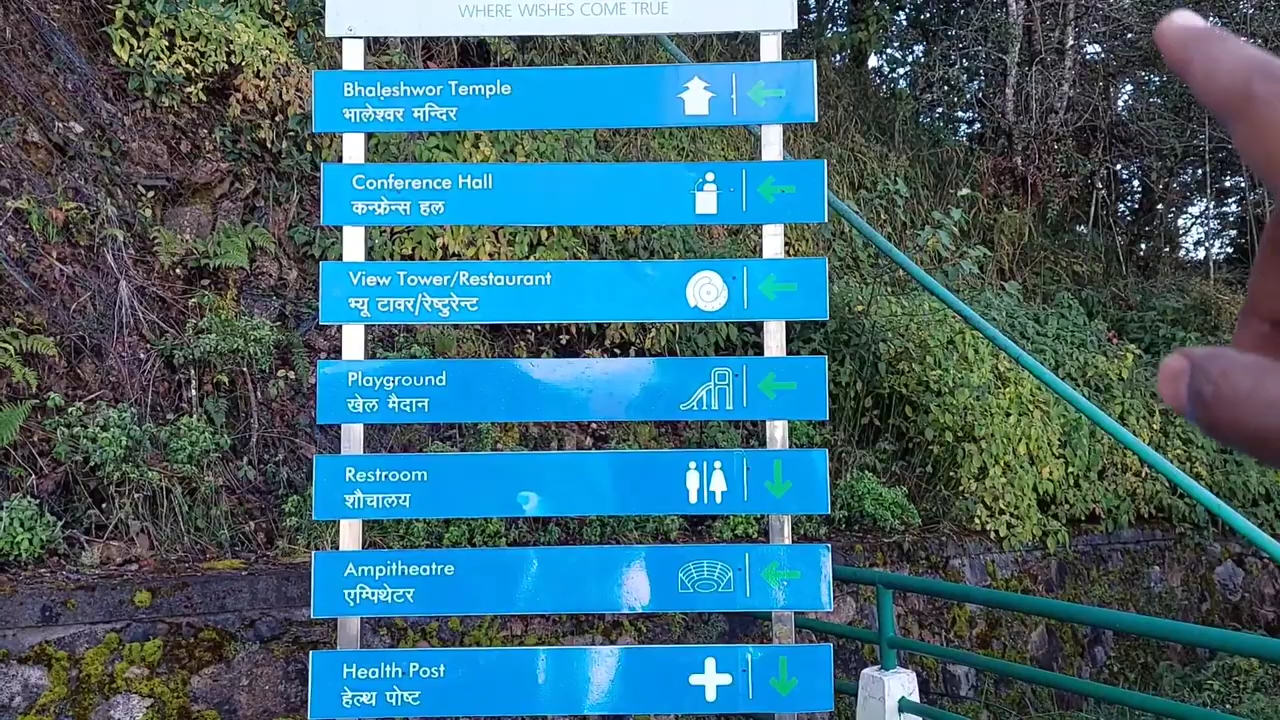 WHERE WISHES COME TRUE
Bhaleshwor Temple
भालेश्वर मन्दिर
Conference Hall
कन्फ्रेन्स हल
View Tower/Restaurant
भ्यू टावर/रेष्टुरेन्ट
Playground
खेल मैदान
Restroom
शौचालय
Ampitheatre
एम्पिथेटर
Health Post
हेल्थ पोष्ट